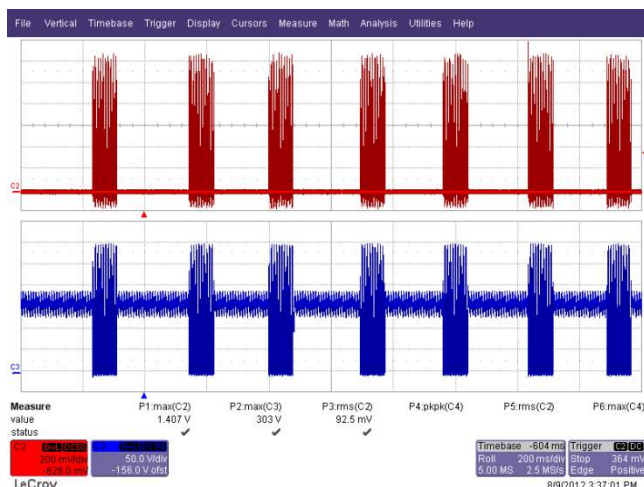 File Vertical Timebase Trigger Display Cursors Measure Math Analysis Utilities Help
C2
C3
Measure P1:max(C2) P2:max(C3) P3:rms(C2) P4:pkpk(C4) P5:rms(C2) P6:max(C4)
value 1.407 V 303 V 92.5 mV
status
C2 BwL DC50
200 mV/div
-828.0 mV
50.0 V/div
-156.0 V ofst
Timebase -604 ms
Roll 200 ms/div
5.00 MS 2.5 MS/s
Trigger C2 DC
Stop 364 mV
Edge Positive
LeCroy
8/9/2012 3:37:01 PM